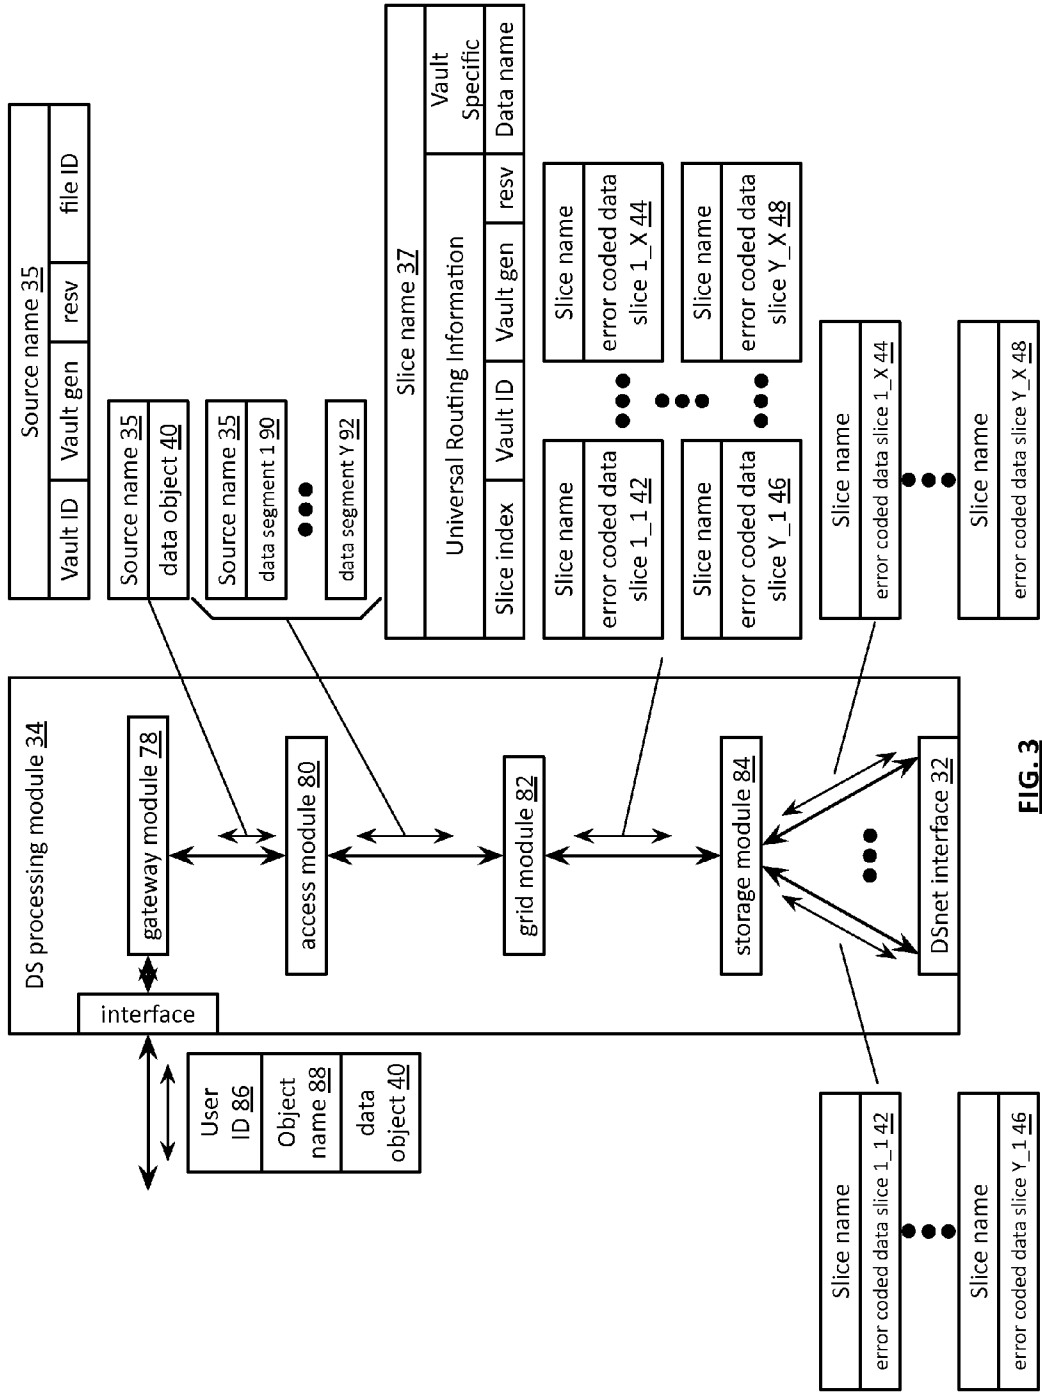 DS processing module 34
interface
gateway module 78
access module 80
grid module 82
storage module 84
DSnet interface 32
User
ID 86
Object
name 88
data
object 40
Source name 35
Vault ID
Vault gen
resv
file ID
Source name 35
data object 40
Source name 35
data segment 1 90
data segment Y 92
Slice name 37
Universal Routing Information
Vault
Specific
Slice index
Vault ID
Vault gen
resv
Data name
Slice name
error coded data
slice 1_1 42
Slice name
error coded data
slice 1_X 44
Slice name
error coded data
slice Y_1 46
Slice name
error coded data
slice Y_X 48
Slice name
error coded data slice 1_1 42
Slice name
error coded data slice Y_1 46
Slice name
error coded data slice 1_X 44
Slice name
error coded data slice Y_X 48
FIG. 3